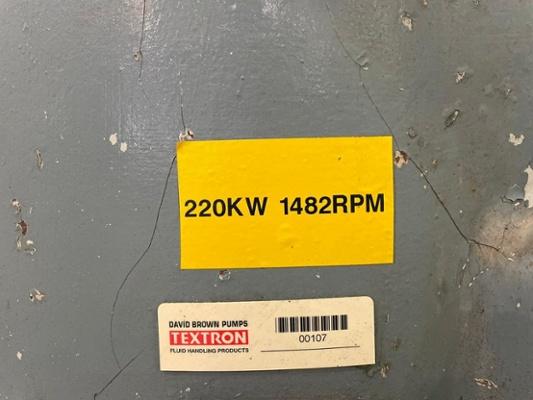 220KW 1482RPM
DAVID BROWN PUMPS
TEXTRON
FLUID HANDLING PRODUCTS
00107